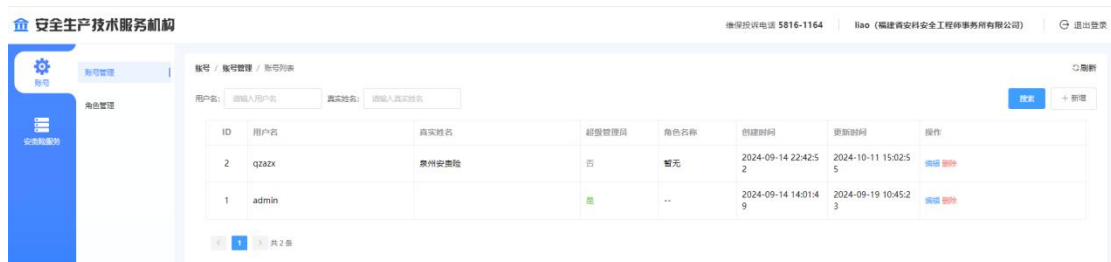 安全生产技术服务机构
维保投诉电话 5816-1164 liao（福建省安科安全工程师事务所有限公司） 退出登录
账号
安责险服务
账号管理
角色管理
账号 / 账号管理 / 账号列表 刷新
用户名: 请输入用户名 真实姓名: 请输入真实姓名 搜索 + 新增
ID 用户名 真实姓名 超级管理员 角色名称 创建时间 更新时间 操作
2 qzazx 泉州安责险 否 暂无 2024-09-14 22:42:5 2024-10-11 15:02:5 编辑 删除
2 5
1 admin 是 -- 2024-09-14 14:01:4 2024-09-19 10:45:2 编辑 删除
9 3
< 1 > 共 2 条